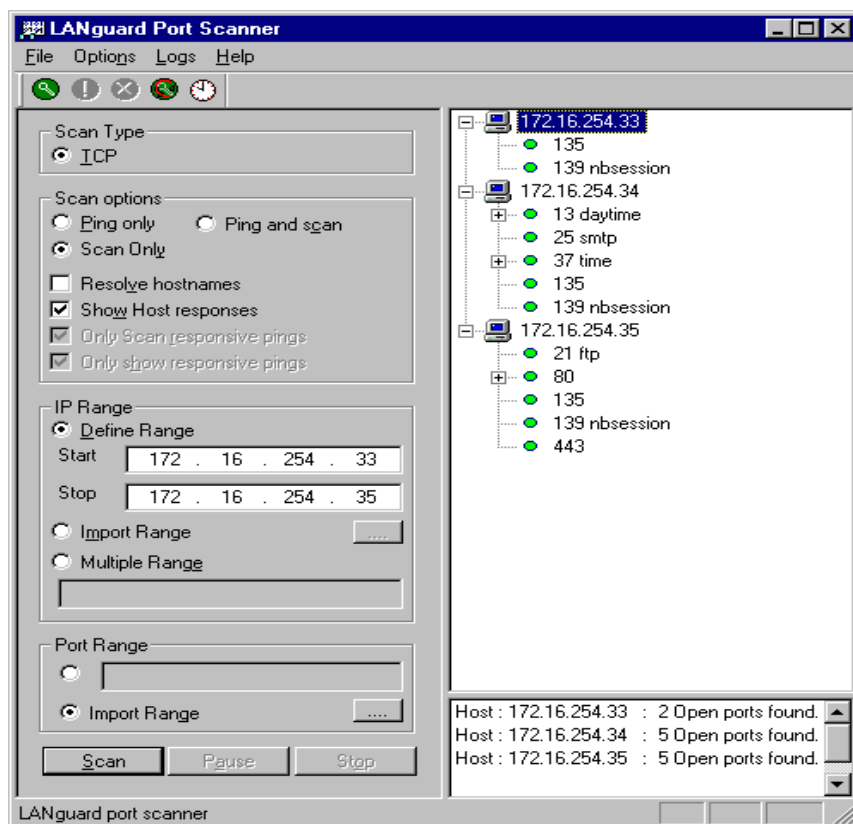 LANguard Port Scanner
File Options Logs Help
Scan Type
TCP
Scan options
Ping only Ping and scan
Scan Only
Resolve hostnames
Show Host responses
Only Scan responsive pings
Only show responsive pings
IP Range
Define Range
Start 172 . 16 . 254 . 33
Stop 172 . 16 . 254 . 35
Import Range ....
Multiple Range
Port Range
Import Range ....
Scan Pause Stop
172.16.254.33
135
139 nbsession
172.16.254.34
13 daytime
25 smtp
37 time
135
139 nbsession
172.16.254.35
21 ftp
80
135
139 nbsession
443
Host : 172.16.254.33 : 2 Open ports found.
Host : 172.16.254.34 : 5 Open ports found.
Host : 172.16.254.35 : 5 Open ports found.
LANguard port scanner